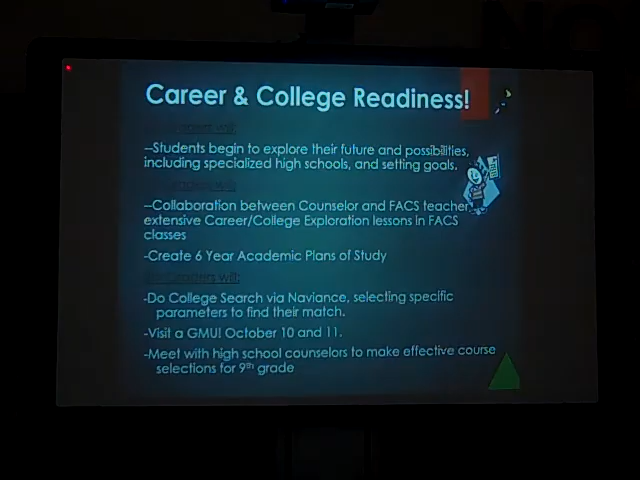 Career & College Readiness!
–Students begin to explore their future and possibilities,
including specialized high schools, and setting goals.
–Collaboration between Counselor and FACS teacher
extensive Career/College Exploration lessons in FACS
classes
-Create 6 Year Academic Plans of Study
will:
-Do College Search via Naviance, selecting specific
parameters to find their match.
-Visit a GMU! October 10 and 11.
-Meet with high school counselors to make effective course
selections for 9th grade